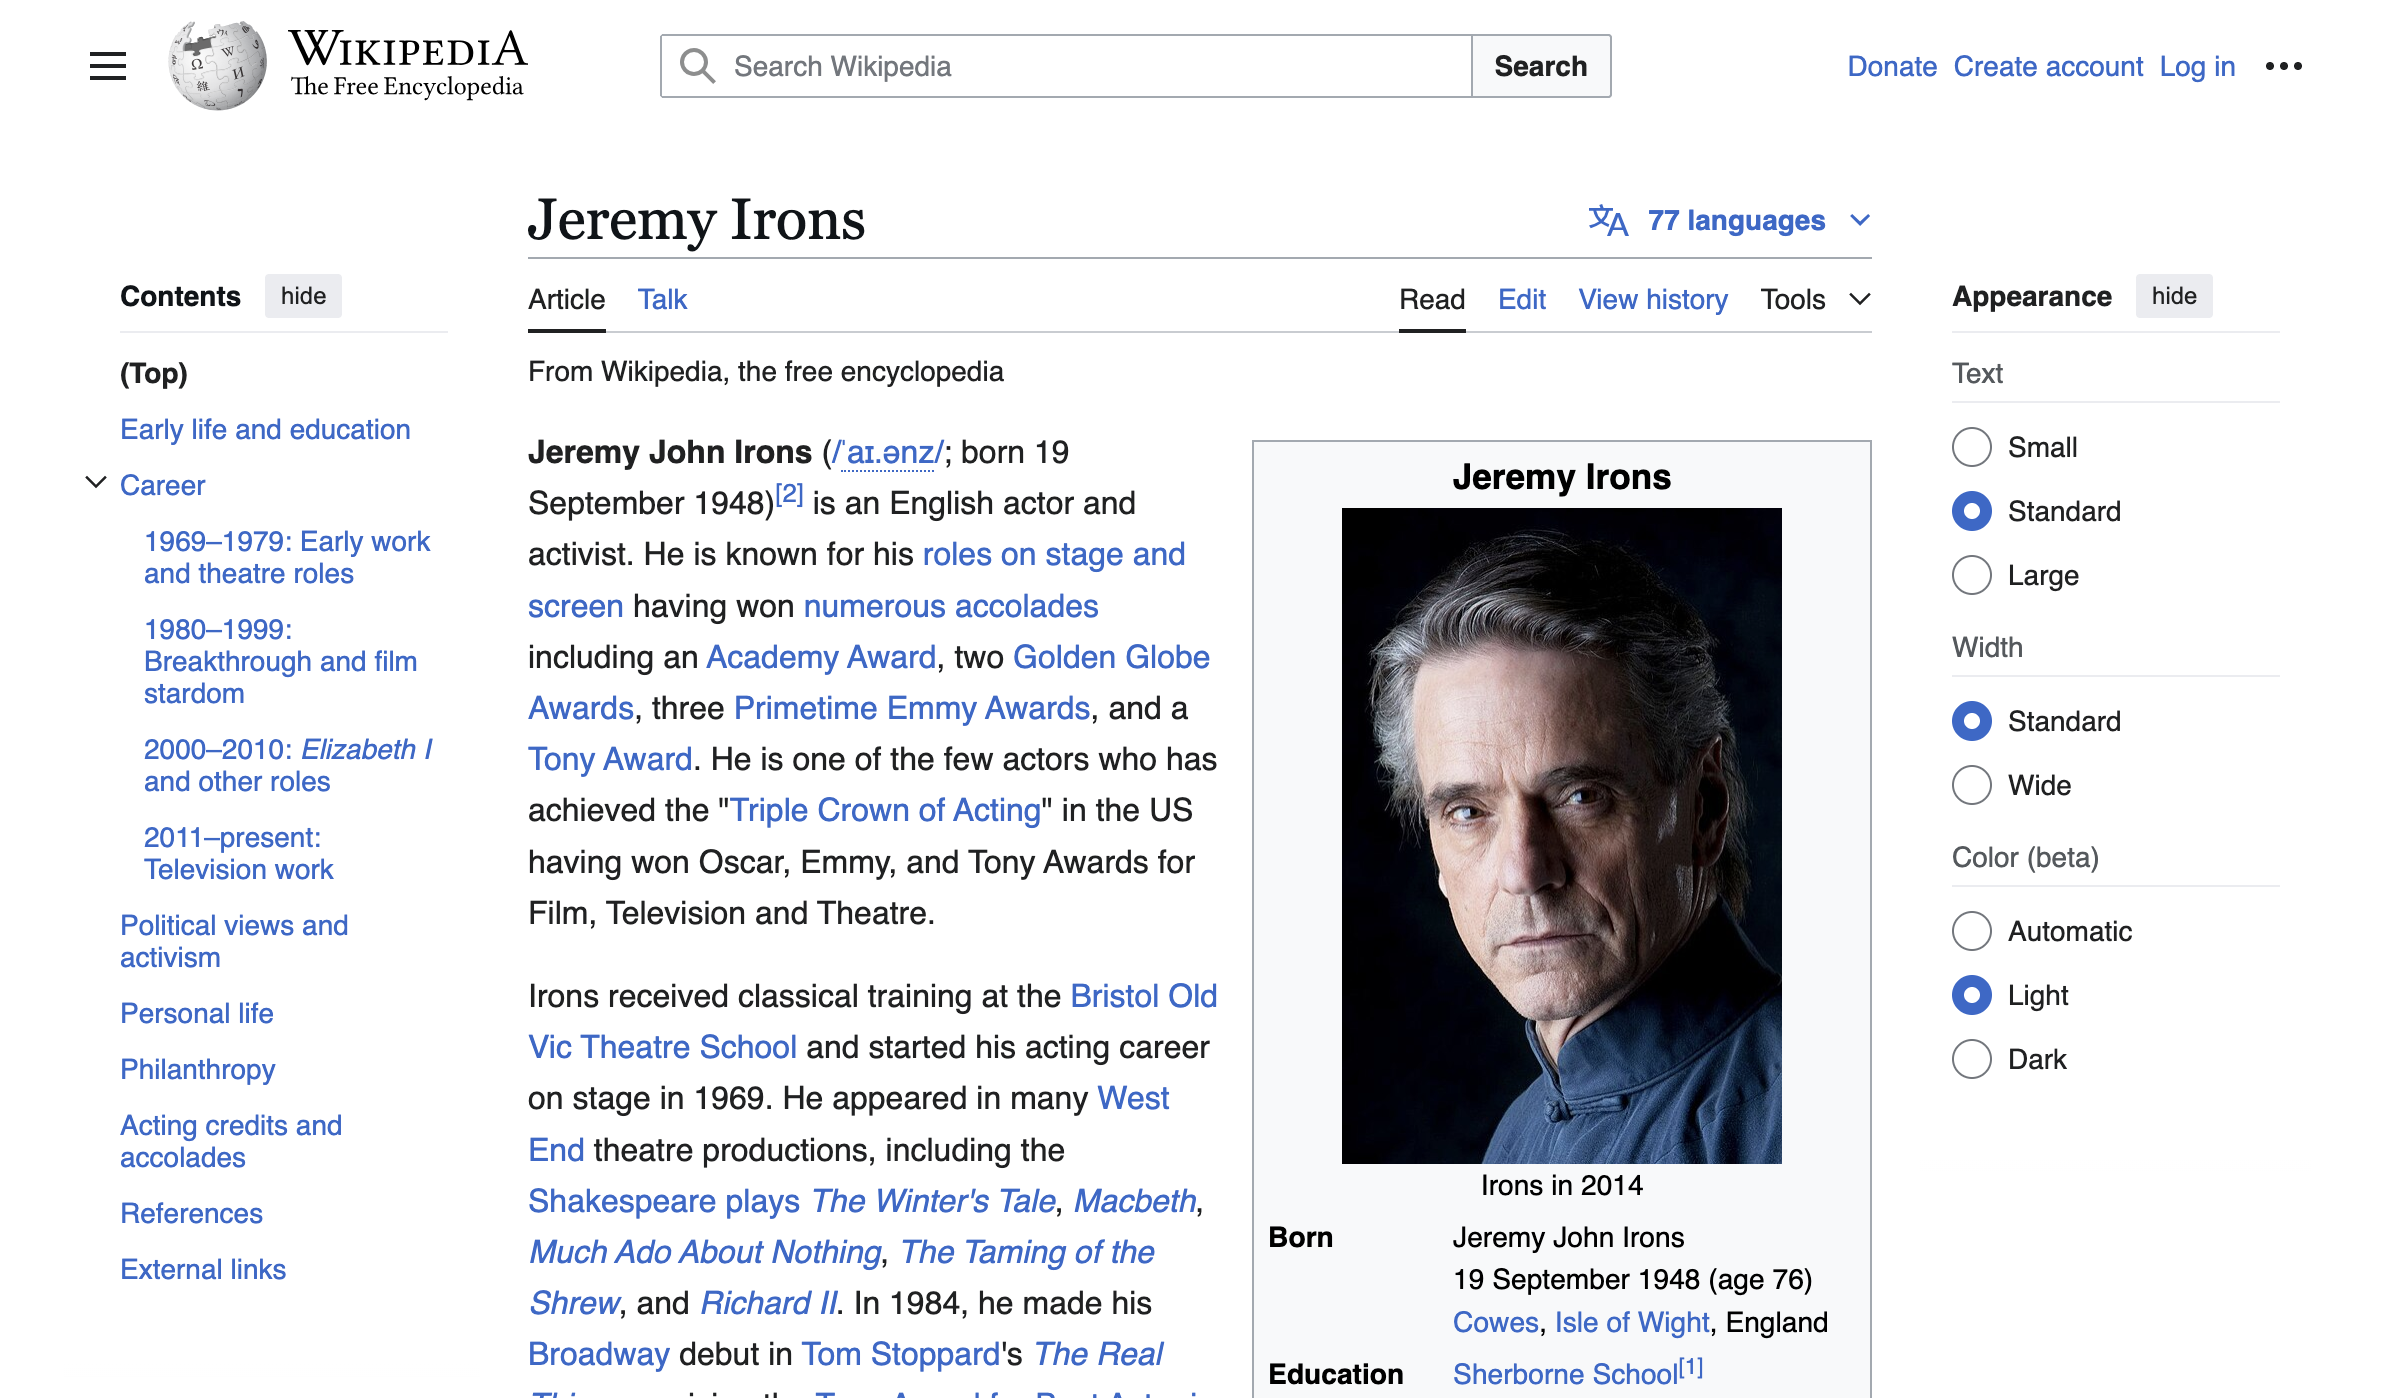 WIKIPEDIA
The Free Encyclopedia
Search Wikipedia
Search
Donate Create account Log in
Jeremy Irons
77 languages
Contents hide
(Top)
Early life and education
Career
1969–1979: Early work
and theatre roles
1980–1999:
Breakthrough and film
stardom
2000–2010: Elizabeth I
and other roles
2011–present:
Television work
Political views and
activism
Personal life
Philanthropy
Acting credits and
accolades
References
External links
Article Talk
Read Edit View history Tools
From Wikipedia, the free encyclopedia
Jeremy John Irons (/ˈaɪ.ənz/; born 19
September 1948)[2] is an English actor and
activist. He is known for his roles on stage and
screen having won numerous accolades
including an Academy Award, two Golden Globe
Awards, three Primetime Emmy Awards, and a
Tony Award. He is one of the few actors who has
achieved the "Triple Crown of Acting" in the US
having won Oscar, Emmy, and Tony Awards for
Film, Television and Theatre.
Irons received classical training at the Bristol Old
Vic Theatre School and started his acting career
on stage in 1969. He appeared in many West
End theatre productions, including the
Shakespeare plays The Winter's Tale, Macbeth,
Much Ado About Nothing, The Taming of the
Shrew, and Richard II. In 1984, he made his
Broadway debut in Tom Stoppard's The Real
Jeremy Irons
Irons in 2014
Born Jeremy John Irons
19 September 1948 (age 76)
Cowes, Isle of Wight, England
Education Sherborne School[1]
Appearance hide
Text
Small
Standard
Large
Width
Standard
Wide
Color (beta)
Automatic
Light
Dark